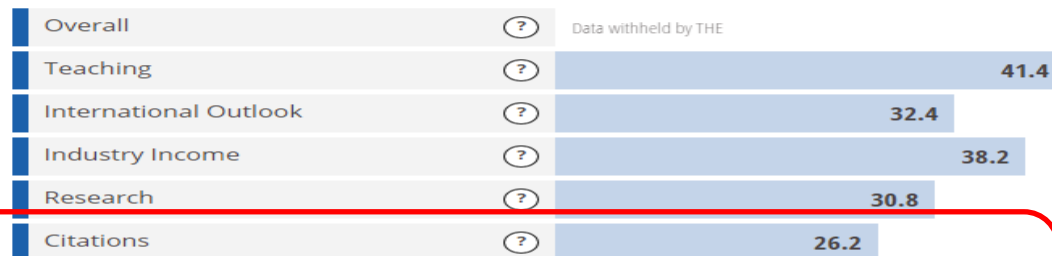 Overall ? Data withheld by THE
Teaching ? 41.4
International Outlook ? 32.4
Industry Income ? 38.2
Research ? 30.8
Citations ? 26.2